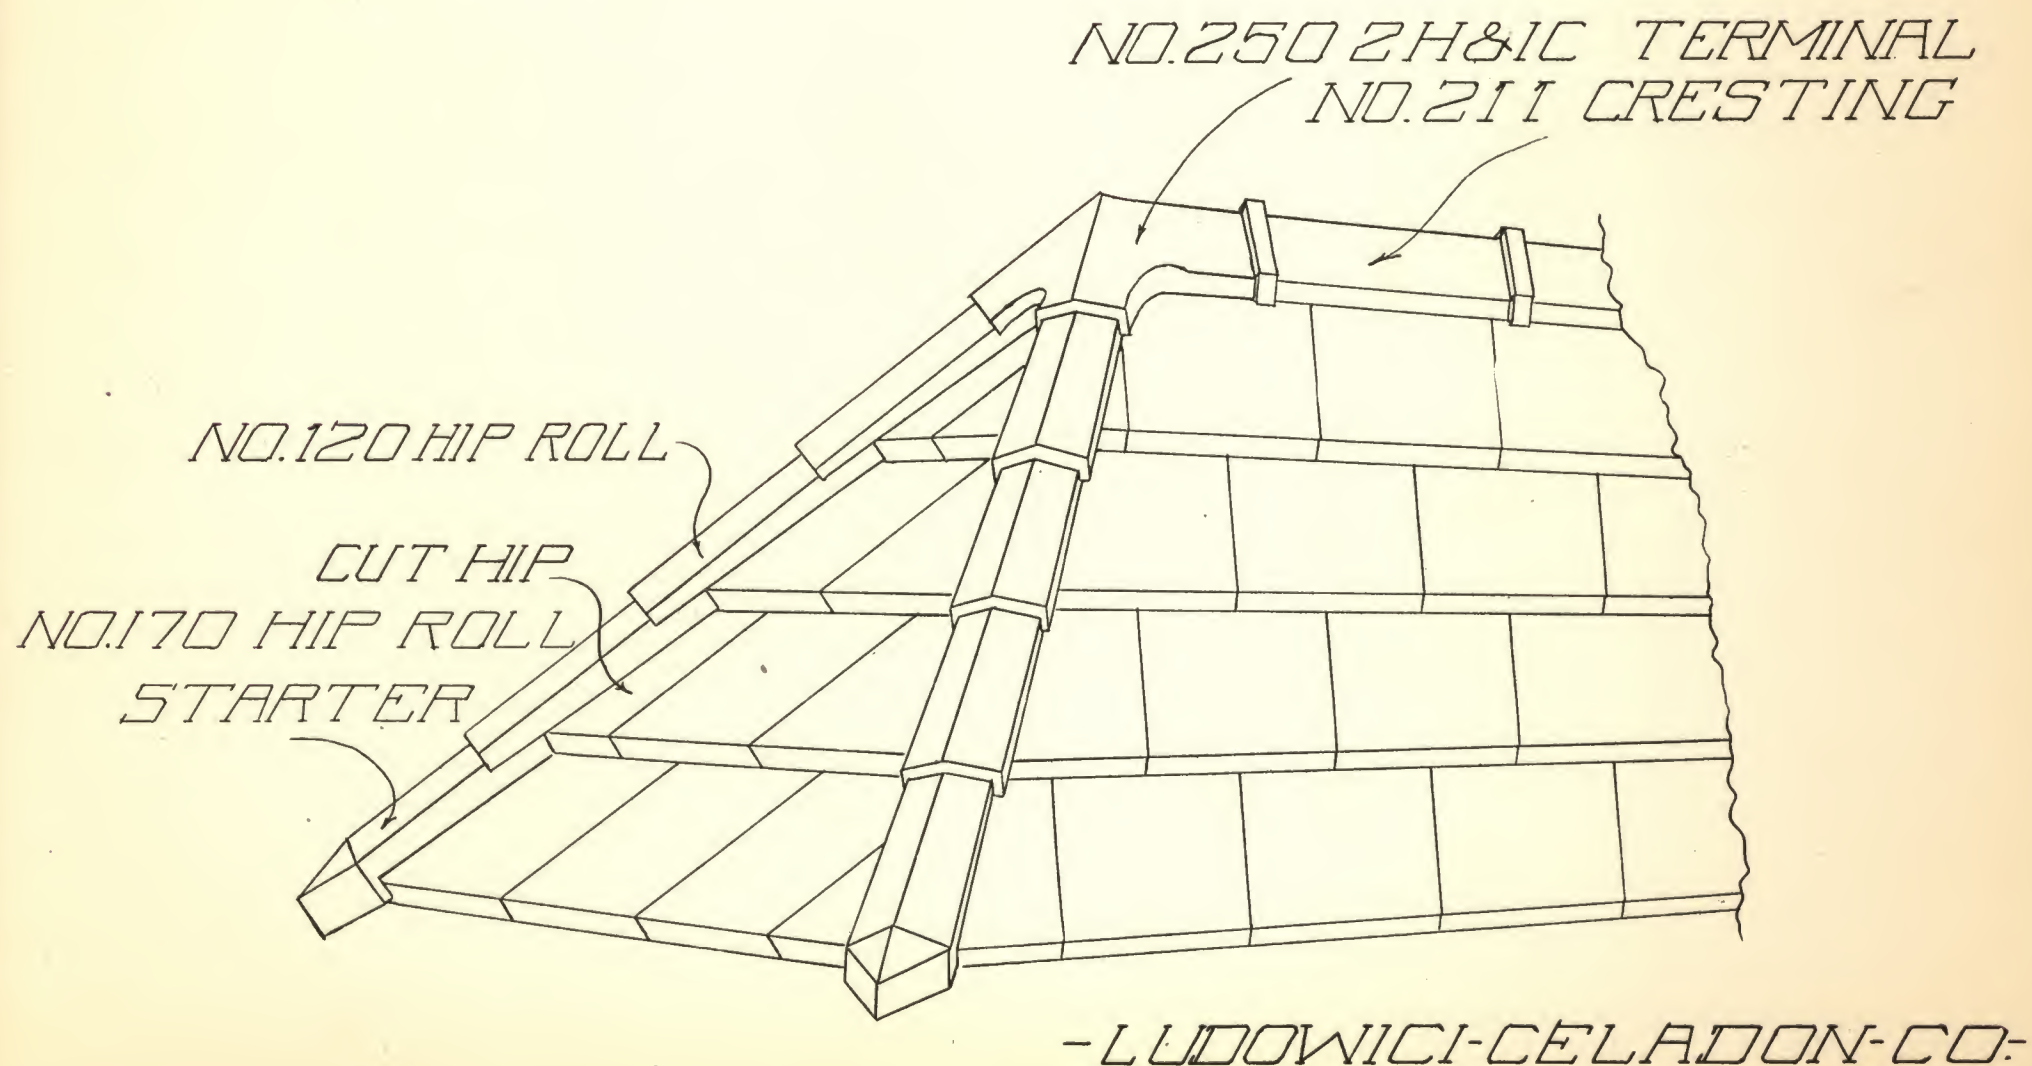 NO. 250 2H&1C TERMINAL
NO. 211 CRESTING
NO. 120 HIP ROLL
CUT HIP
NO. 170 HIP ROLL
STARTER
-LUDOWICI-CELADON-CO.-